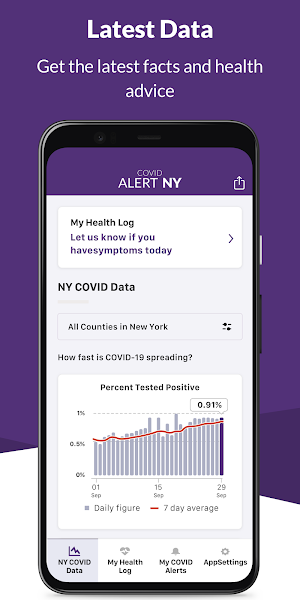 Latest Data
Get the latest facts and health
advice
COVID
ALERT NY
My Health Log
Let us know if you
havesymptoms today
NY COVID Data
All Counties in New York
How fast is COVID-19 spreading?
Percent Tested Positive
0.91%
1%
0.5%
0%
01
Sep
15
Sep
29
Sep
Daily figure
7 day average
NY COVID
Data
My Health
Log
My COVID
Alerts
AppSettings